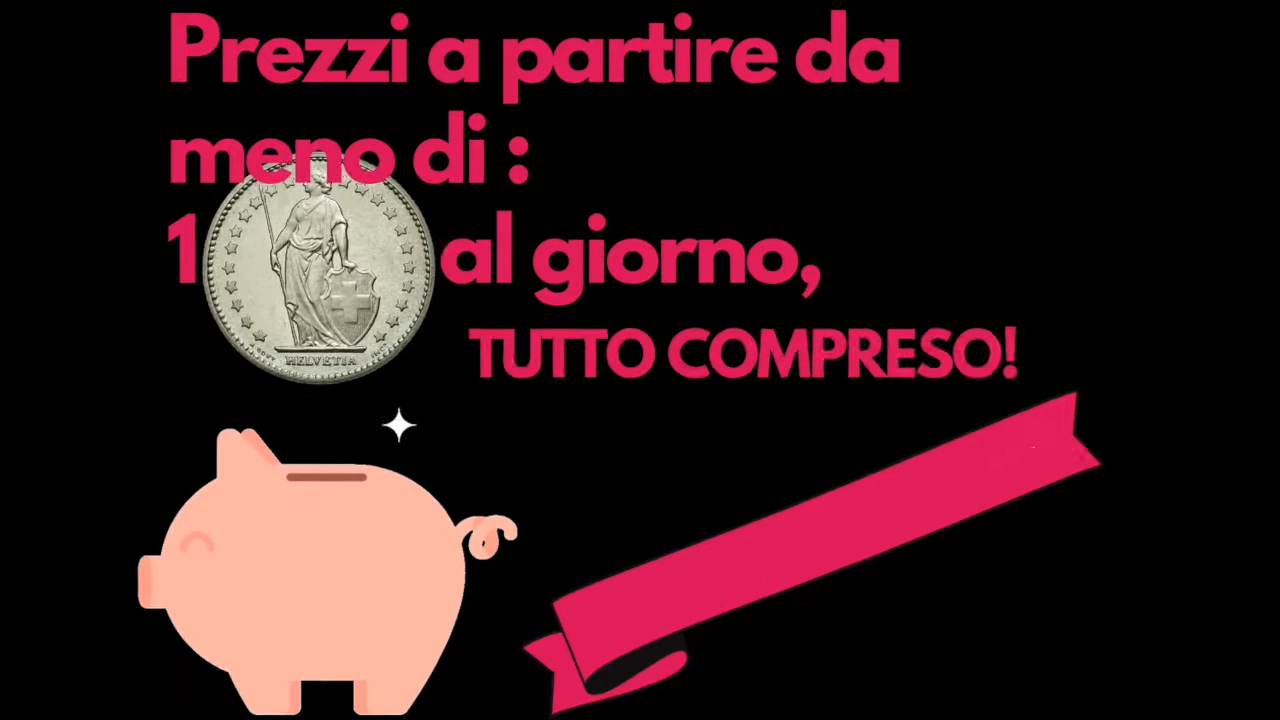 Prezzi a partire da
meno di :
1 al giorno,
HELVETIA
TUTTO COMPRESO!